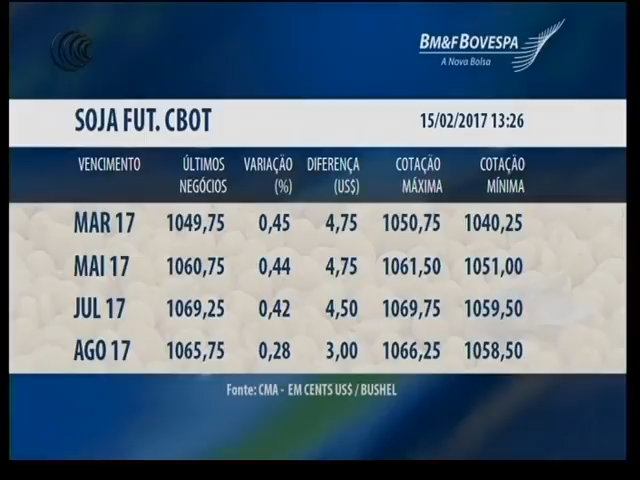 BM&FBOVESPA
A Nova Bolsa
SOJA FUT. CBOT 15/02/2017 13:26
VENCIMENTO ÚLTIMOS NEGÓCIOS VARIAÇÃO (%) DIFERENÇA (US$) COTAÇÃO MÁXIMA COTAÇÃO MÍNIMA
MAR 17 1049,75 0,45 4,75 1050,75 1040,25
MAI 17 1060,75 0,44 4,75 1061,50 1051,00
JUL 17 1069,25 0,42 4,50 1069,75 1059,50
AGO 17 1065,75 0,28 3,00 1066,25 1058,50
Fonte: CMA - EM CENTS US$ / BUSHEL